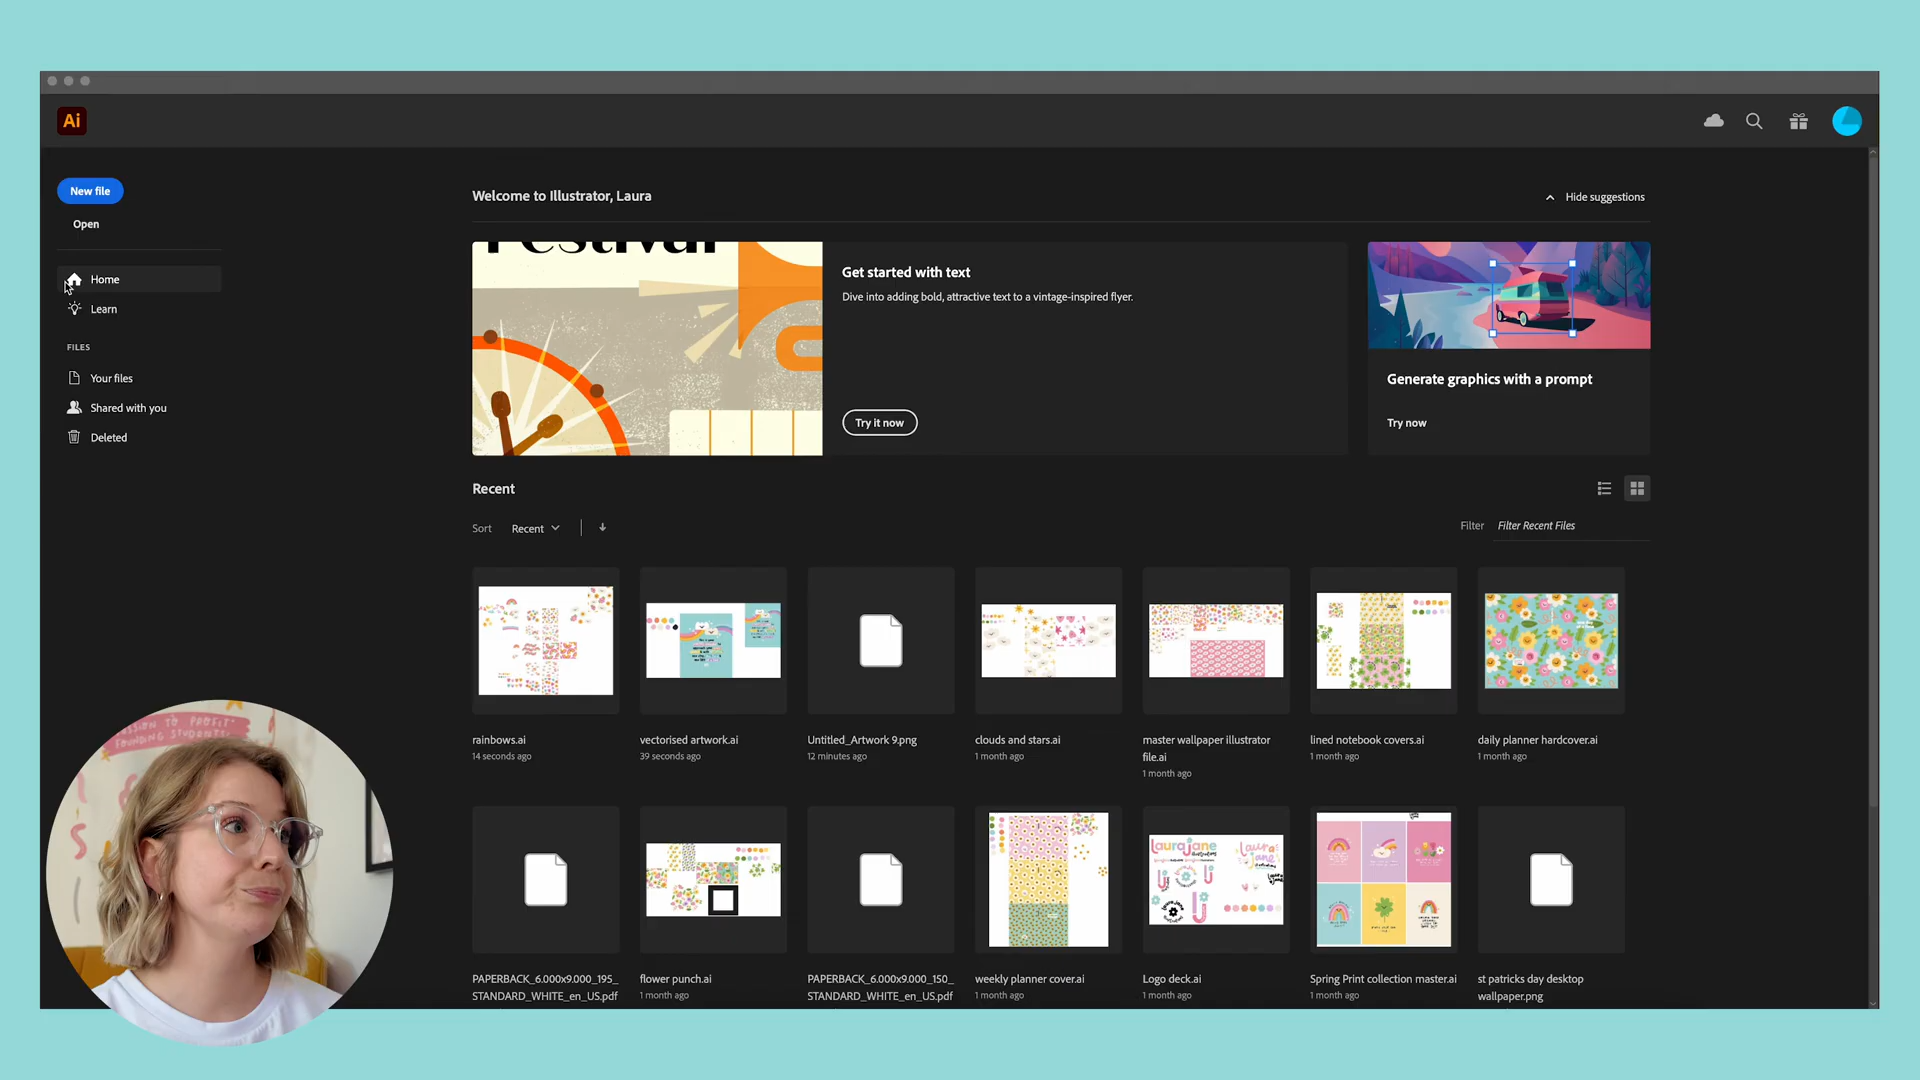 Ai
New file
Open
Home
Learn
FILES
Your files
Shared with you
Deleted
Welcome to Illustrator, Laura
Hide suggestions
Festival
Get started with text
Dive into adding bold, attractive text to a vintage-inspired flyer.
Try it now
Generate graphics with a prompt
Try now
Recent
Sort Recent
Filter Filter Recent Files
rainbows.ai
14 seconds ago
vectorised artwork.ai
39 seconds ago
Untitled_Artwork 9.png
12 minutes ago
clouds and stars.ai
1 month ago
master wallpaper illustrator
file.ai
1 month ago
lined notebook covers.ai
1 month ago
daily planner hardcover.ai
1 month ago
PAPERBACK_6.000x9.000_195_
STANDARD_WHITE_en_US.pdf
flower punch.ai
1 month ago
PAPERBACK_6.000x9.000_150_
STANDARD_WHITE_en_US.pdf
weekly planner cover.ai
1 month ago
laura jane
Logo deck.ai
1 month ago
Spring Print collection master.ai
1 month ago
st patricks day desktop
wallpaper.png
TO PROFIT
FOUNDING STUDENTS